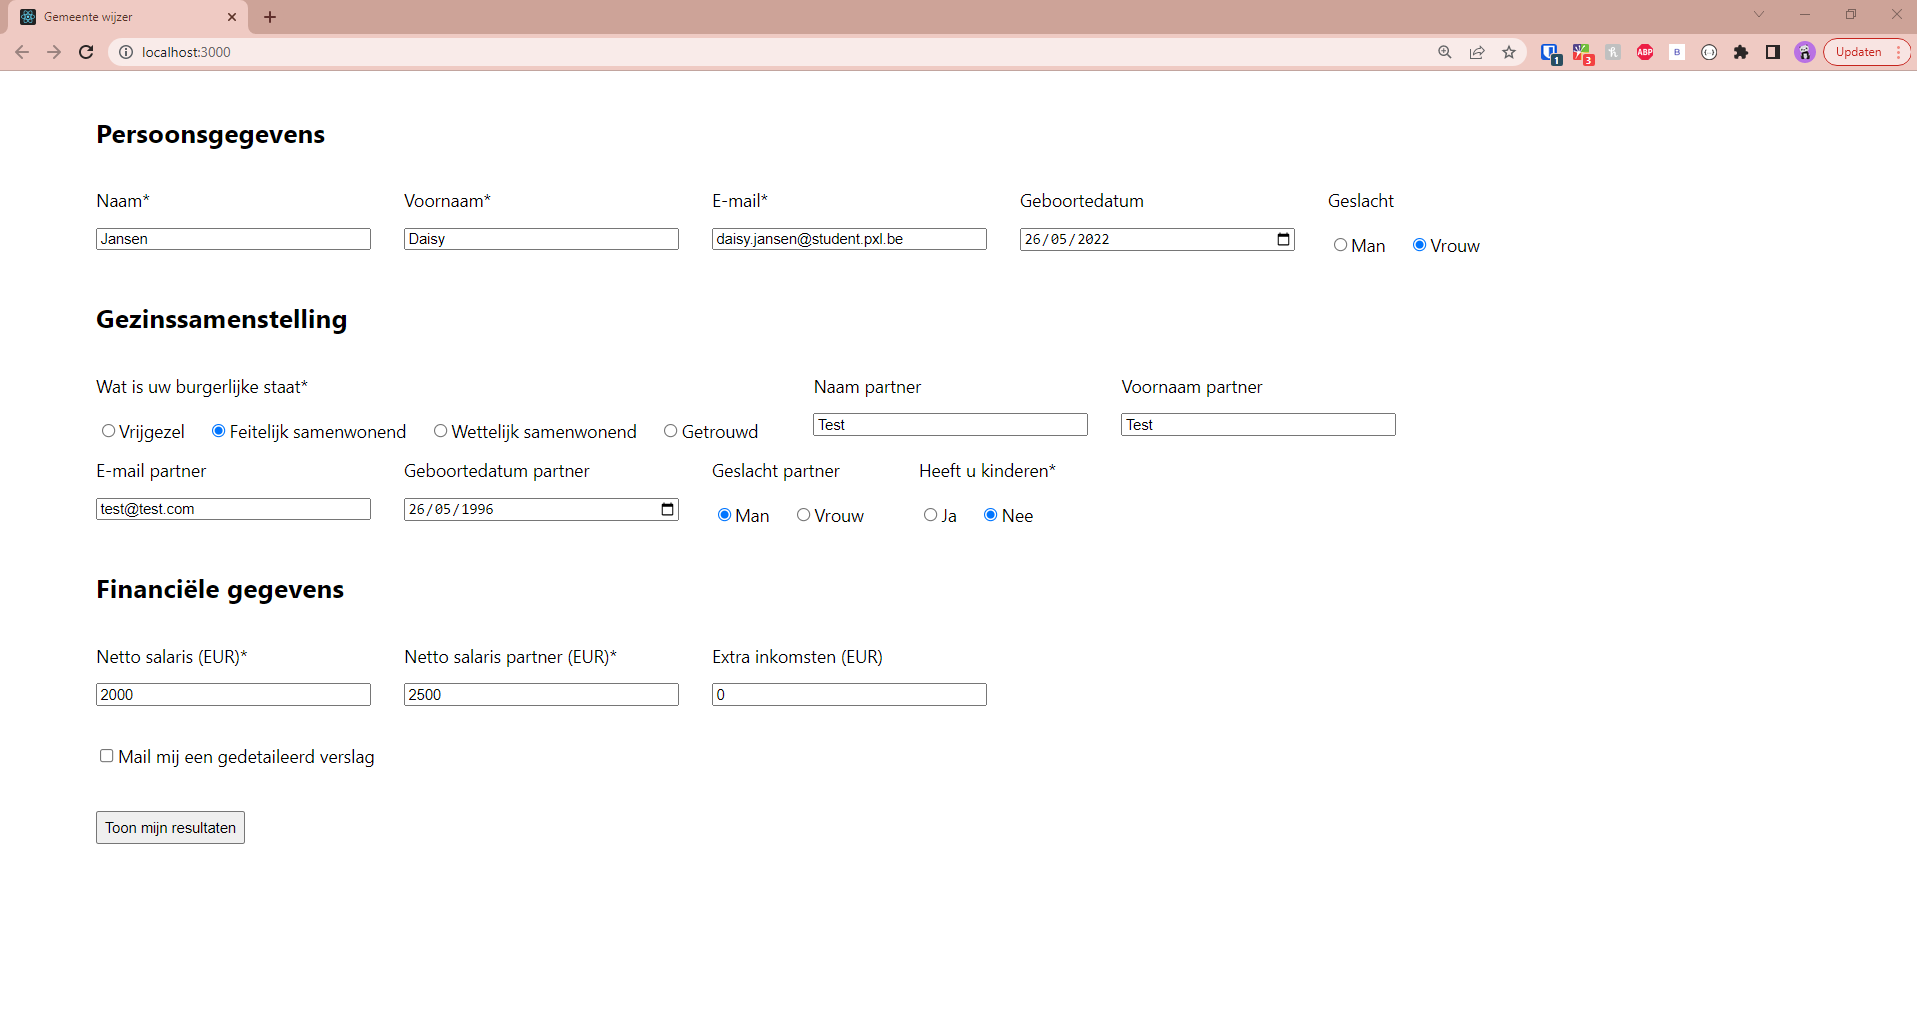 Gemeente wijzer
localhost:3000
1
3
ABP
B
Updaten
Persoonsgegevens
Naam* Voornaam* E-mail* Geboortedatum Geslacht
Jansen Daisy daisy.jansen@student.pxl.be 26/05/2022 Man Vrouw
Gezinssamenstelling
Wat is uw burgerlijke staat* Naam partner Voornaam partner
Vrijgezel Feitelijk samenwonend Wettelijk samenwonend Getrouwd Test Test
E-mail partner Geboortedatum partner Geslacht partner Heeft u kinderen*
test@test.com 26/05/1996 Man Vrouw Ja Nee
Financiële gegevens
Netto salaris (EUR)* Netto salaris partner (EUR)* Extra inkomsten (EUR)
2000 2500 0
Mail mij een gedetaileerd verslag
Toon mijn resultaten